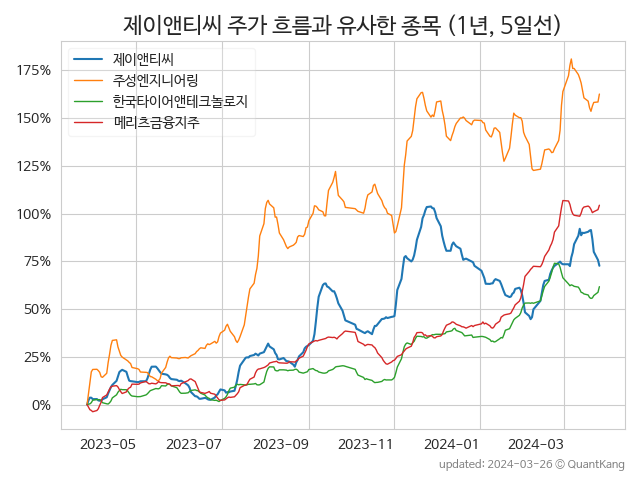 제이앤티씨 주가 흐름과 유사한 종목 (1년, 5일선)
제이앤티씨
주성엔지니어링
한국타이어앤테크놀로지
메리츠금융지주
175%
150%
125%
100%
75%
50%
25%
0%
2023-05 2023-07 2023-09 2023-11 2024-01 2024-03
updated: 2024-03-26 © QuantKang